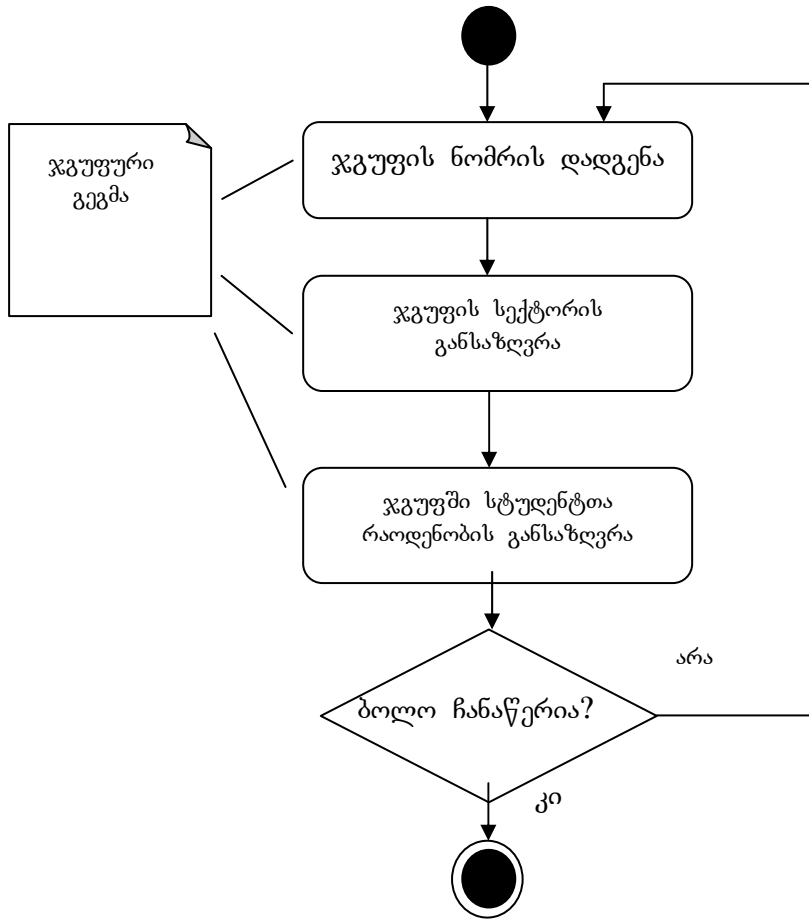 ჯგუფური
გეგმა
ჯგუფის ნომრის დადგენა
ჯგუფის სექტორის
განსაზღვრა
ჯგუფში სტუდენტთა
რაოდენობის განსაზღვრა
არა
ბოლო ჩანაწერია?
კი